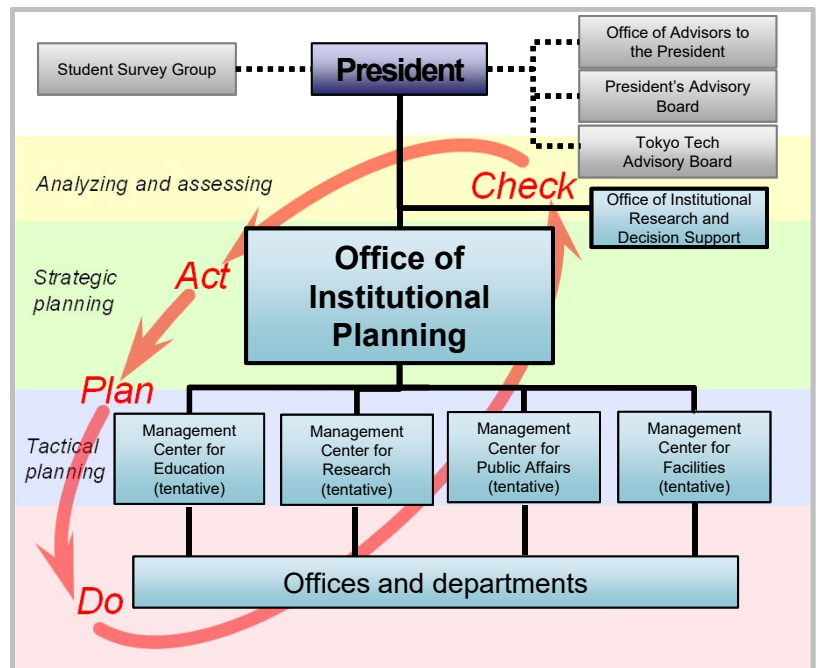 Office of Advisors to
the President
Student Survey Group
President
President's Advisory
Board
Tokyo Tech
Advisory Board
Analyzing and assessing
Check
Office of Institutional
Research and
Decision Support
Office of
Institutional
Planning
Act
Strategic
planning
Plan
Tactical
planning
Management
Center for
Education
(tentative)
Management
Center for
Research
(tentative)
Management
Center for
Public Affairs
(tentative)
Management
Center for
Facilities
(tentative)
Offices and departments
Do